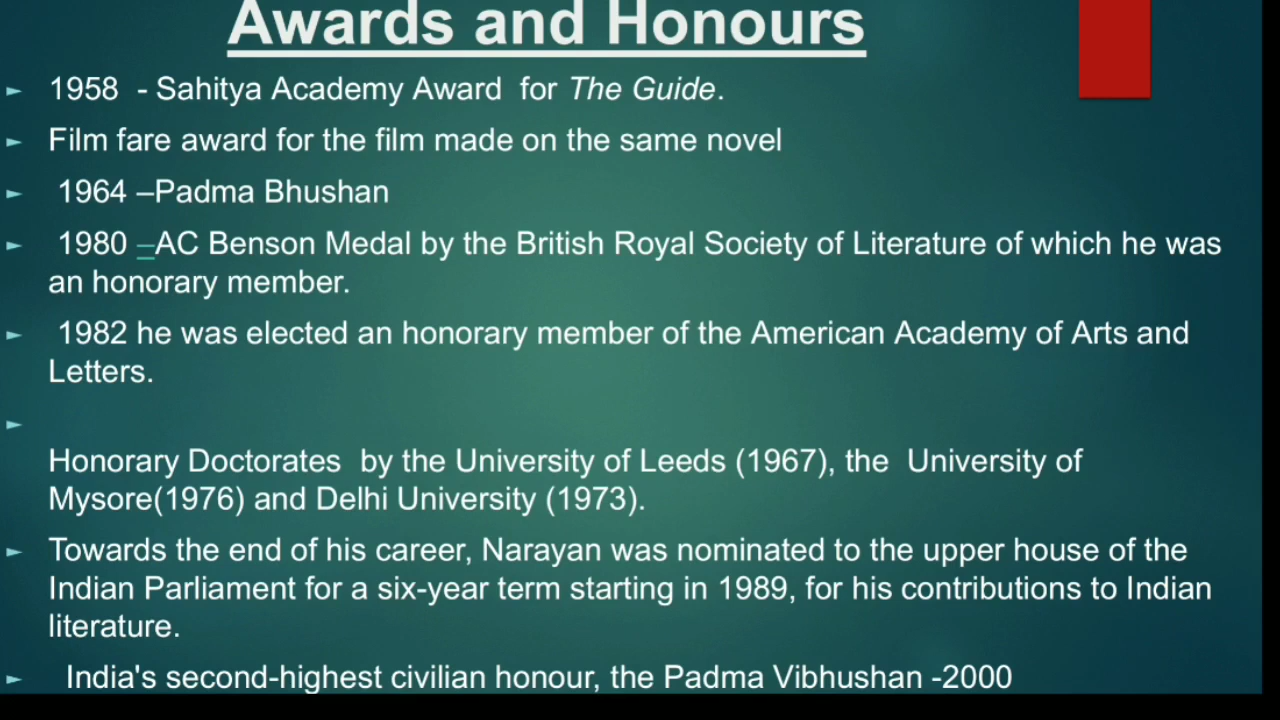 Awards and Honours
► 1958 - Sahitya Academy Award for The Guide.
► Film fare award for the film made on the same novel
► 1964 –Padma Bhushan
► 1980 –AC Benson Medal by the British Royal Society of Literature of which he was
an honorary member.
► 1982 he was elected an honorary member of the American Academy of Arts and
Letters.
►
Honorary Doctorates by the University of Leeds (1967), the University of
Mysore(1976) and Delhi University (1973).
► Towards the end of his career, Narayan was nominated to the upper house of the
Indian Parliament for a six-year term starting in 1989, for his contributions to Indian
literature.
► India's second-highest civilian honour, the Padma Vibhushan -2000